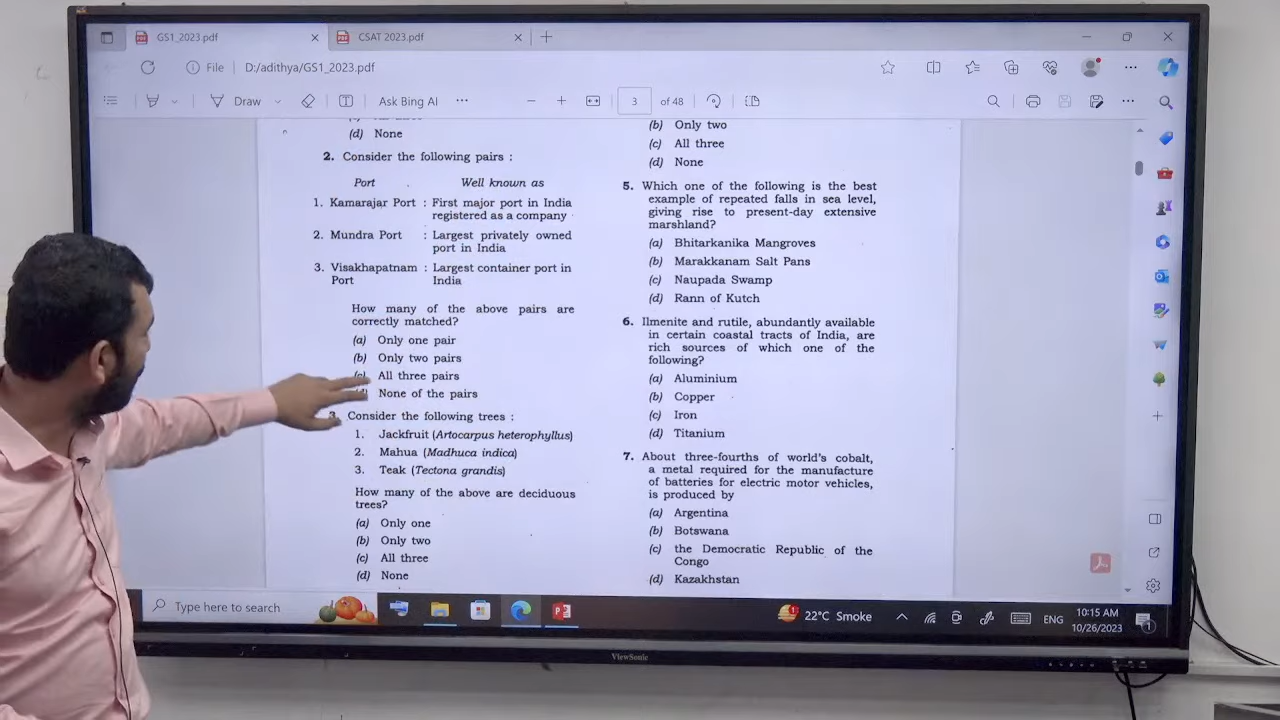 GS1_2023.pdf
CSAT 2023.pdf
File
D:/adithya/GS1_2023.pdf
Draw
Ask Bing AI
3 of 48
(d) None
2. Consider the following pairs :
Port Well known as
1. Kamarajar Port : First major port in India
registered as a company
2. Mundra Port : Largest privately owned
port in India
3. Visakhapatnam : Largest container port in
Port India
How many of the above pairs are
correctly matched?
(a) Only one pair
(b) Only two pairs
(c) All three pairs
(d) None of the pairs
3. Consider the following trees :
1. Jackfruit (Artocarpus heterophyllus)
2. Mahua (Madhuca indica)
3. Teak (Tectona grandis)
How many of the above are deciduous
trees?
(a) Only one
(b) Only two
(c) All three
(d) None
(b) Only two
(c) All three
(d) None
5. Which one of the following is the best
example of repeated falls in sea level,
giving rise to present-day extensive
marshland?
(a) Bhitarkanika Mangroves
(b) Marakkanam Salt Pans
(c) Naupada Swamp
(d) Rann of Kutch
6. Ilmenite and rutile, abundantly available
in certain coastal tracts of India, are
rich sources of which one of the
following?
(a) Aluminium
(b) Copper
(c) Iron
(d) Titanium
7. About three-fourths of world's cobalt,
a metal required for the manufacture
of batteries for electric motor vehicles,
is produced by
(a) Argentina
(b) Botswana
(c) the Democratic Republic of the
Congo
(d) Kazakhstan
Type here to search
22°C Smoke
ENG
10:15 AM
10/26/2023
ViewSonic